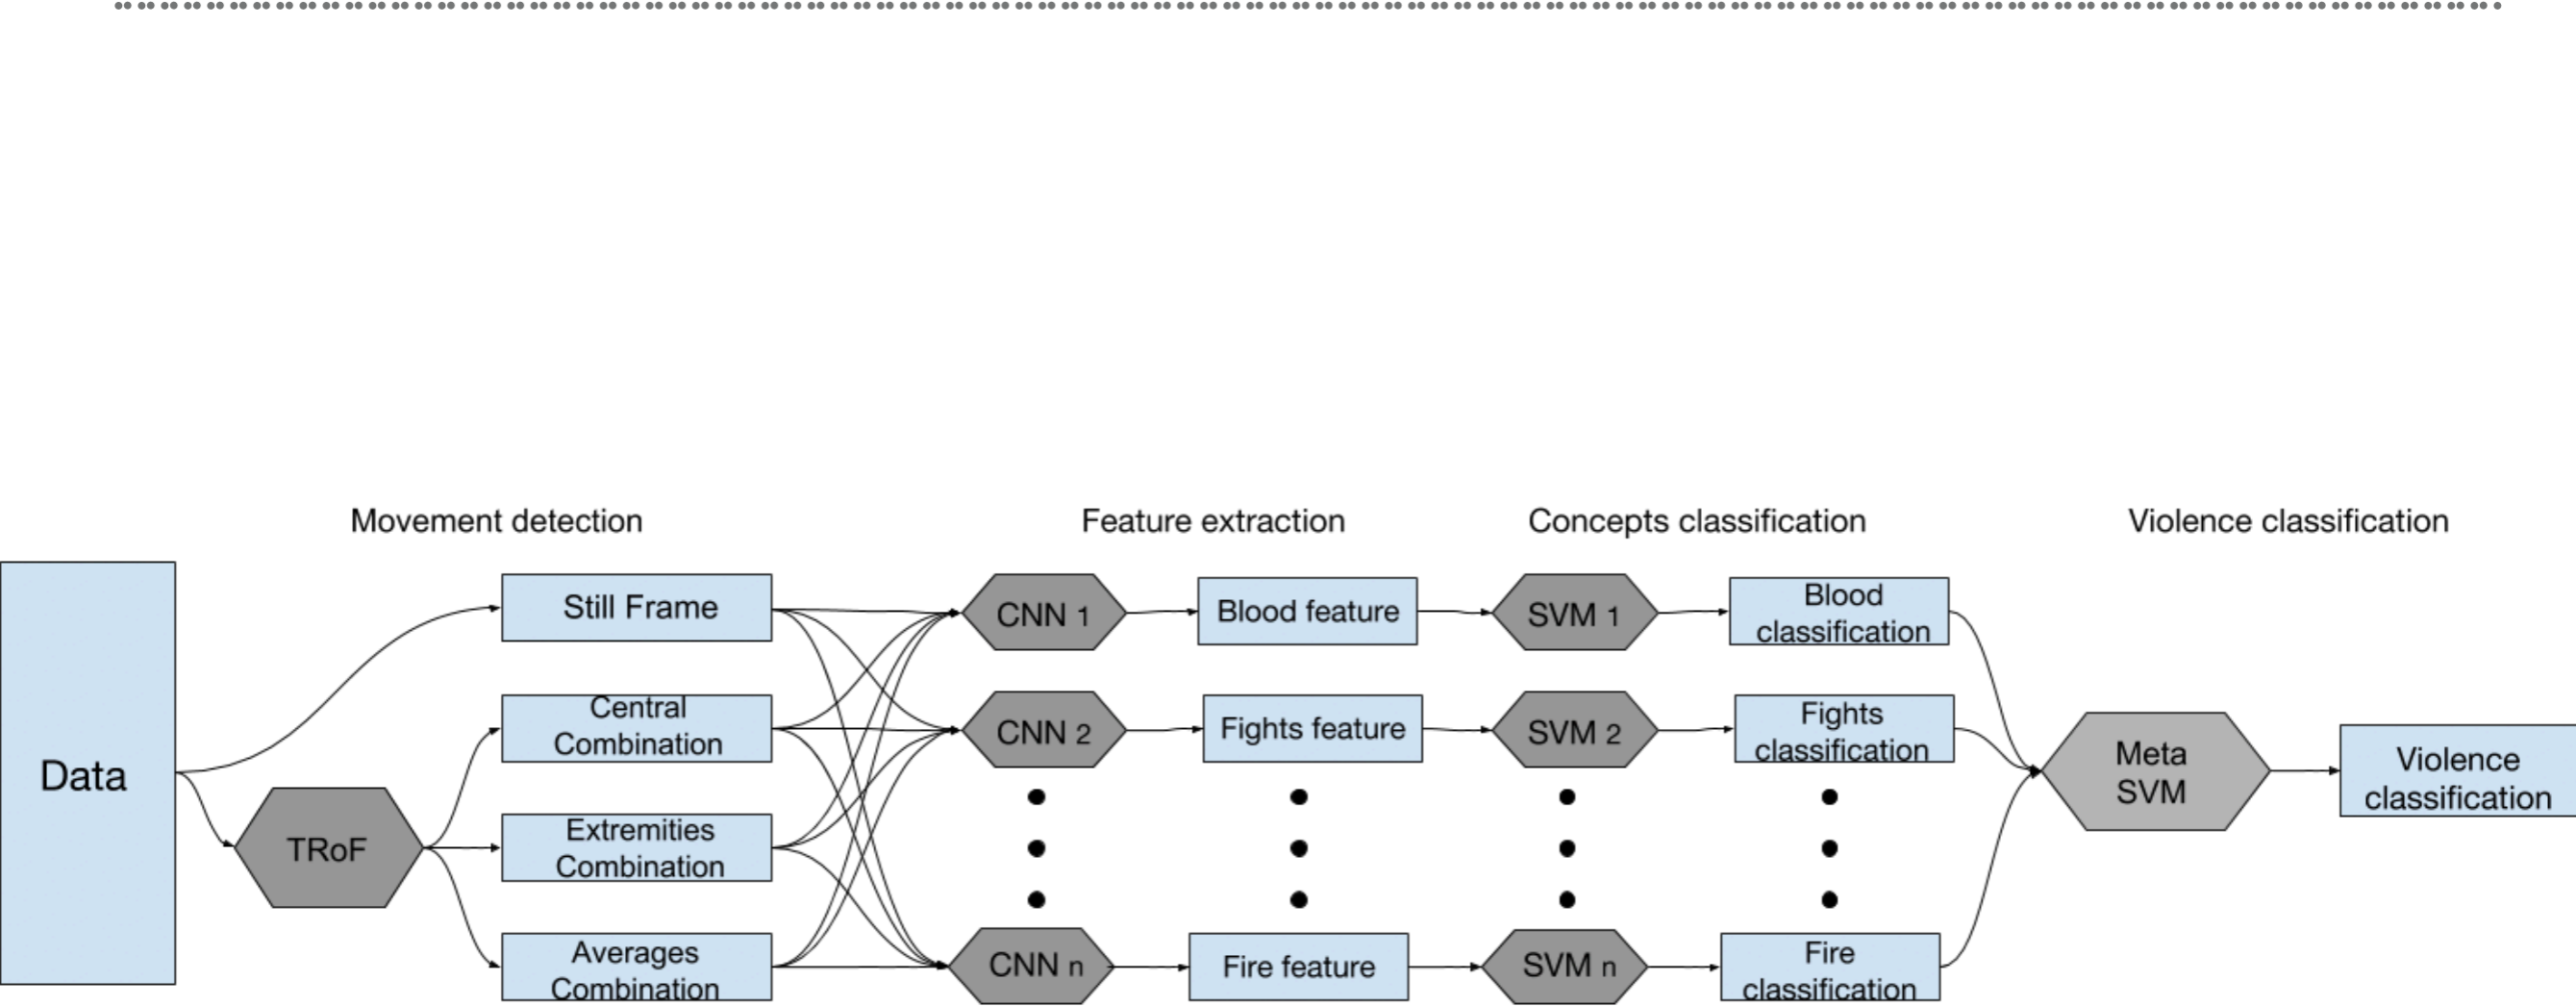 Movement detection
Feature extraction
Concepts classification
Violence classification
Data
TRoF
Still Frame
Central
Combination
Extremities
Combination
Averages
Combination
CNN 1
CNN 2
CNN n
Blood feature
Fights feature
Fire feature
SVM 1
SVM 2
SVM n
Blood
classification
Fights
classification
Fire
classification
Meta
SVM
Violence
classification